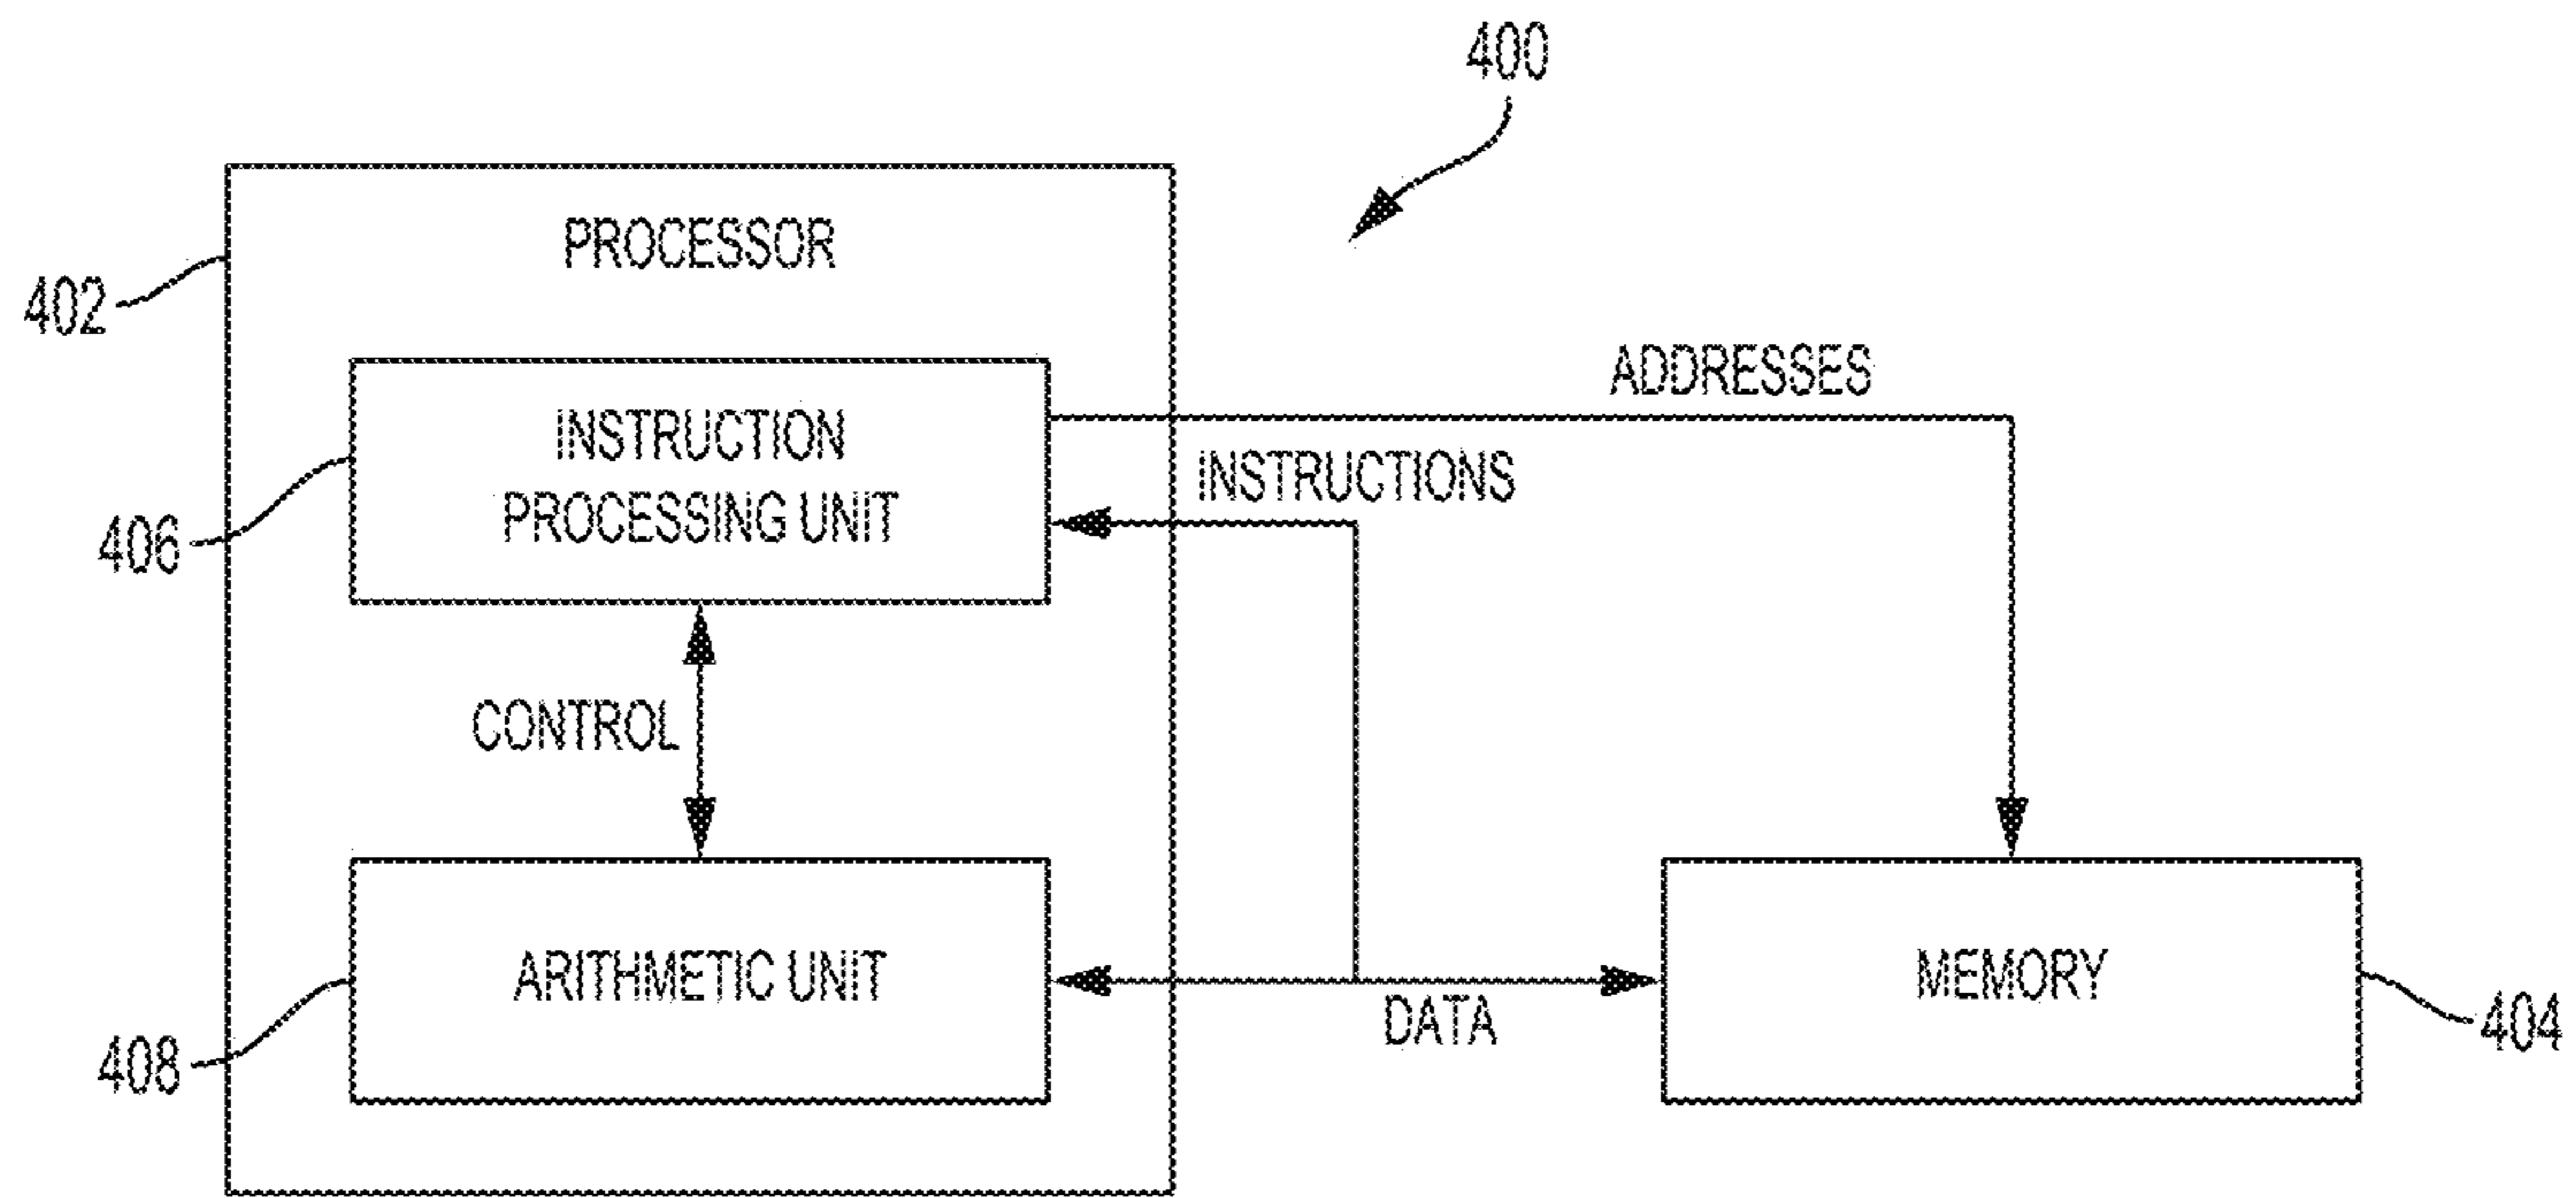 400
PROCESSOR
402
ADDRESSES
INSTRUCTION
PROCESSING UNIT
INSTRUCTIONS
406
CONTROL
ARITHMETIC UNIT
MEMORY
DATA
404
408